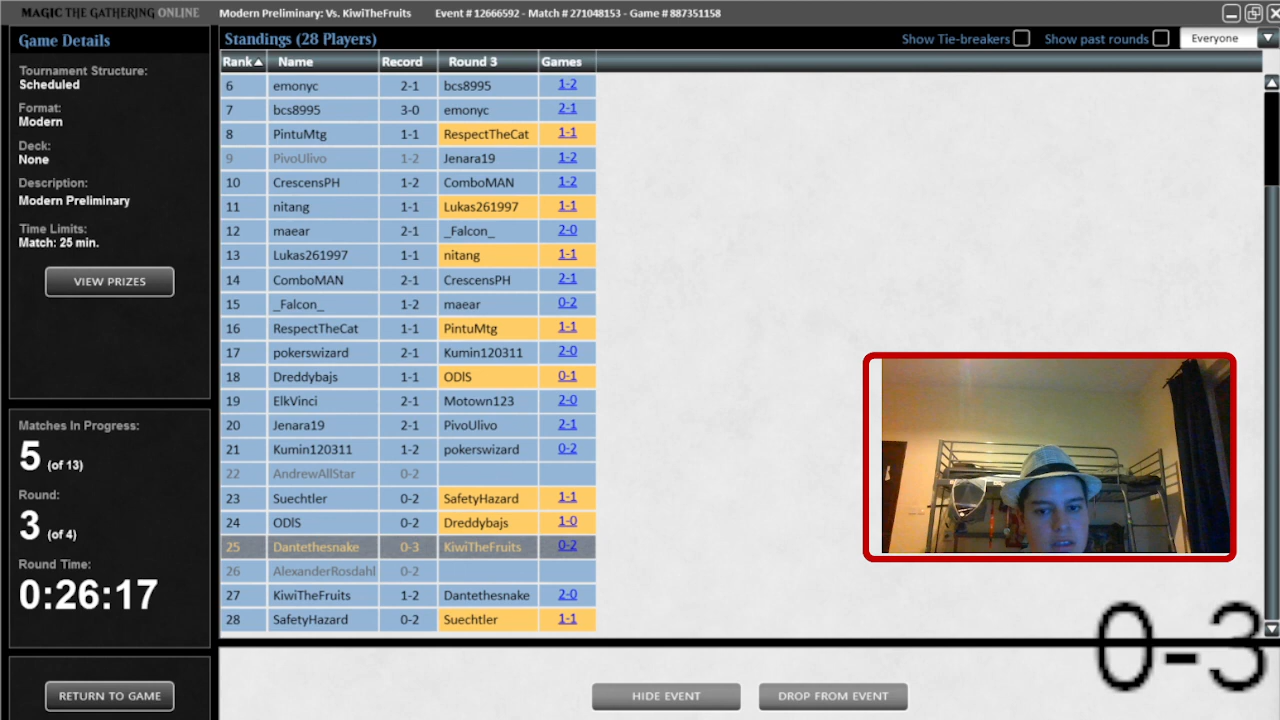 MAGIC THE GATHERING ONLINE Modern Preliminary: Vs. KiwiTheFruits Event # 12666592 - Match # 271048153 - Game # 887351158
Game Details
Tournament Structure:
Scheduled
Format:
Modern
Deck:
None
Description:
Modern Preliminary
Time Limits:
Match: 25 min.
VIEW PRIZES
Matches In Progress:
5 (of 13)
Round:
3 (of 4)
Round Time:
0:26:17
RETURN TO GAME
Standings (28 Players) Show Tie-breakers Show past rounds Everyone
Rank Name Record Round 3 Games
6 emonyc 2-1 bcs8995 1-2
7 bcs8995 3-0 emonyc 2-1
8 PintuMtg 1-1 RespectTheCat 1-1
9 PivoUlivo 1-2 Jenara19 1-2
10 CrescensPH 1-2 ComboMAN 1-2
11 nitang 1-1 Lukas261997 1-1
12 maear 2-1 _Falcon_ 2-0
13 Lukas261997 1-1 nitang 1-1
14 ComboMAN 2-1 CrescensPH 2-1
15 _Falcon_ 1-2 maear 0-2
16 RespectTheCat 1-1 PintuMtg 1-1
17 pokerswizard 2-1 Kumin120311 2-0
18 Dreddybajs 1-1 ODlS 0-1
19 ElkVinci 2-1 Motown123 2-0
20 Jenara19 2-1 PivoUlivo 2-1
21 Kumin120311 1-2 pokerswizard 0-2
22 AndrewAllStar 0-2
23 Suechtler 0-2 SafetyHazard 1-1
24 ODlS 0-2 Dreddybajs 1-0
25 Dantethesnake 0-3 KiwiTheFruits 0-2
26 AlexanderRosdahl 0-2
27 KiwiTheFruits 1-2 Dantethesnake 2-0
28 SafetyHazard 0-2 Suechtler 1-1
0-3
HIDE EVENT DROP FROM EVENT